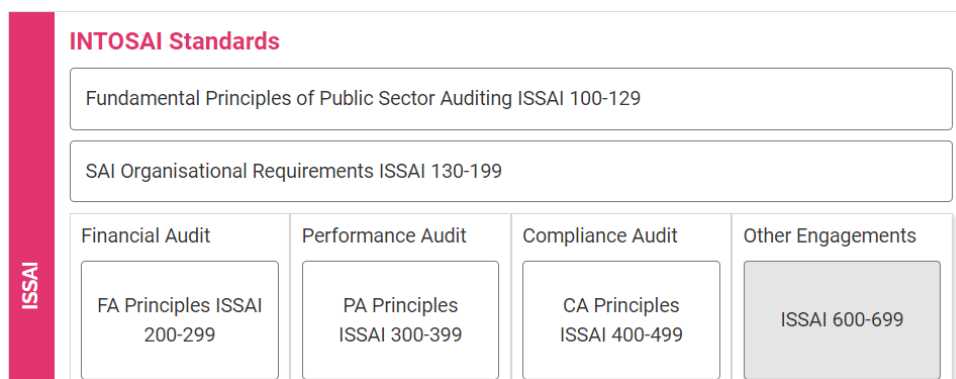 INTOSAI Standards
Fundamental Principles of Public Sector Auditing ISSAI 100-129
SAI Organisational Requirements ISSAI 130-199
ISSAI
Financial Audit
FA Principles ISSAI
200-299
Performance Audit
PA Principles
ISSAI 300-399
Compliance Audit
CA Principles
ISSAI 400-499
Other Engagements
ISSAI 600-699